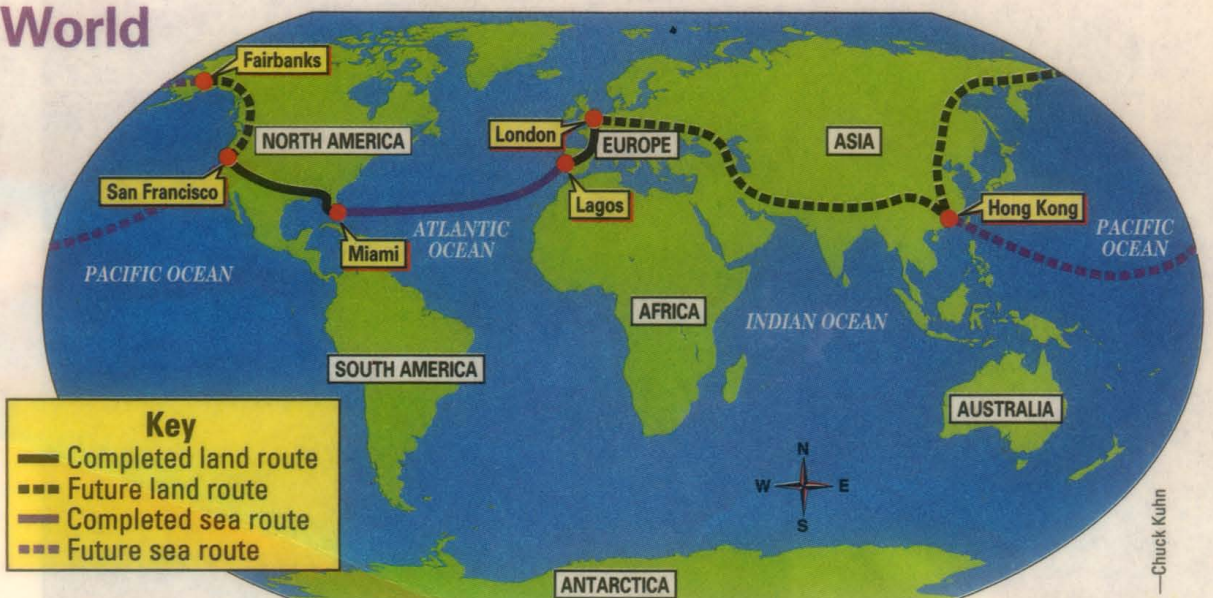 World
Fairbanks
NORTH AMERICA
London
EUROPE
ASIA
San Francisco
Lagos
Hong Kong
Miami
ATLANTIC
OCEAN
PACIFIC
OCEAN
PACIFIC OCEAN
AFRICA
INDIAN OCEAN
SOUTH AMERICA
AUSTRALIA
Key
Completed land route
Future land route
Completed sea route
Future sea route
N
W E
S
ANTARCTICA
—Chuck Kuhn